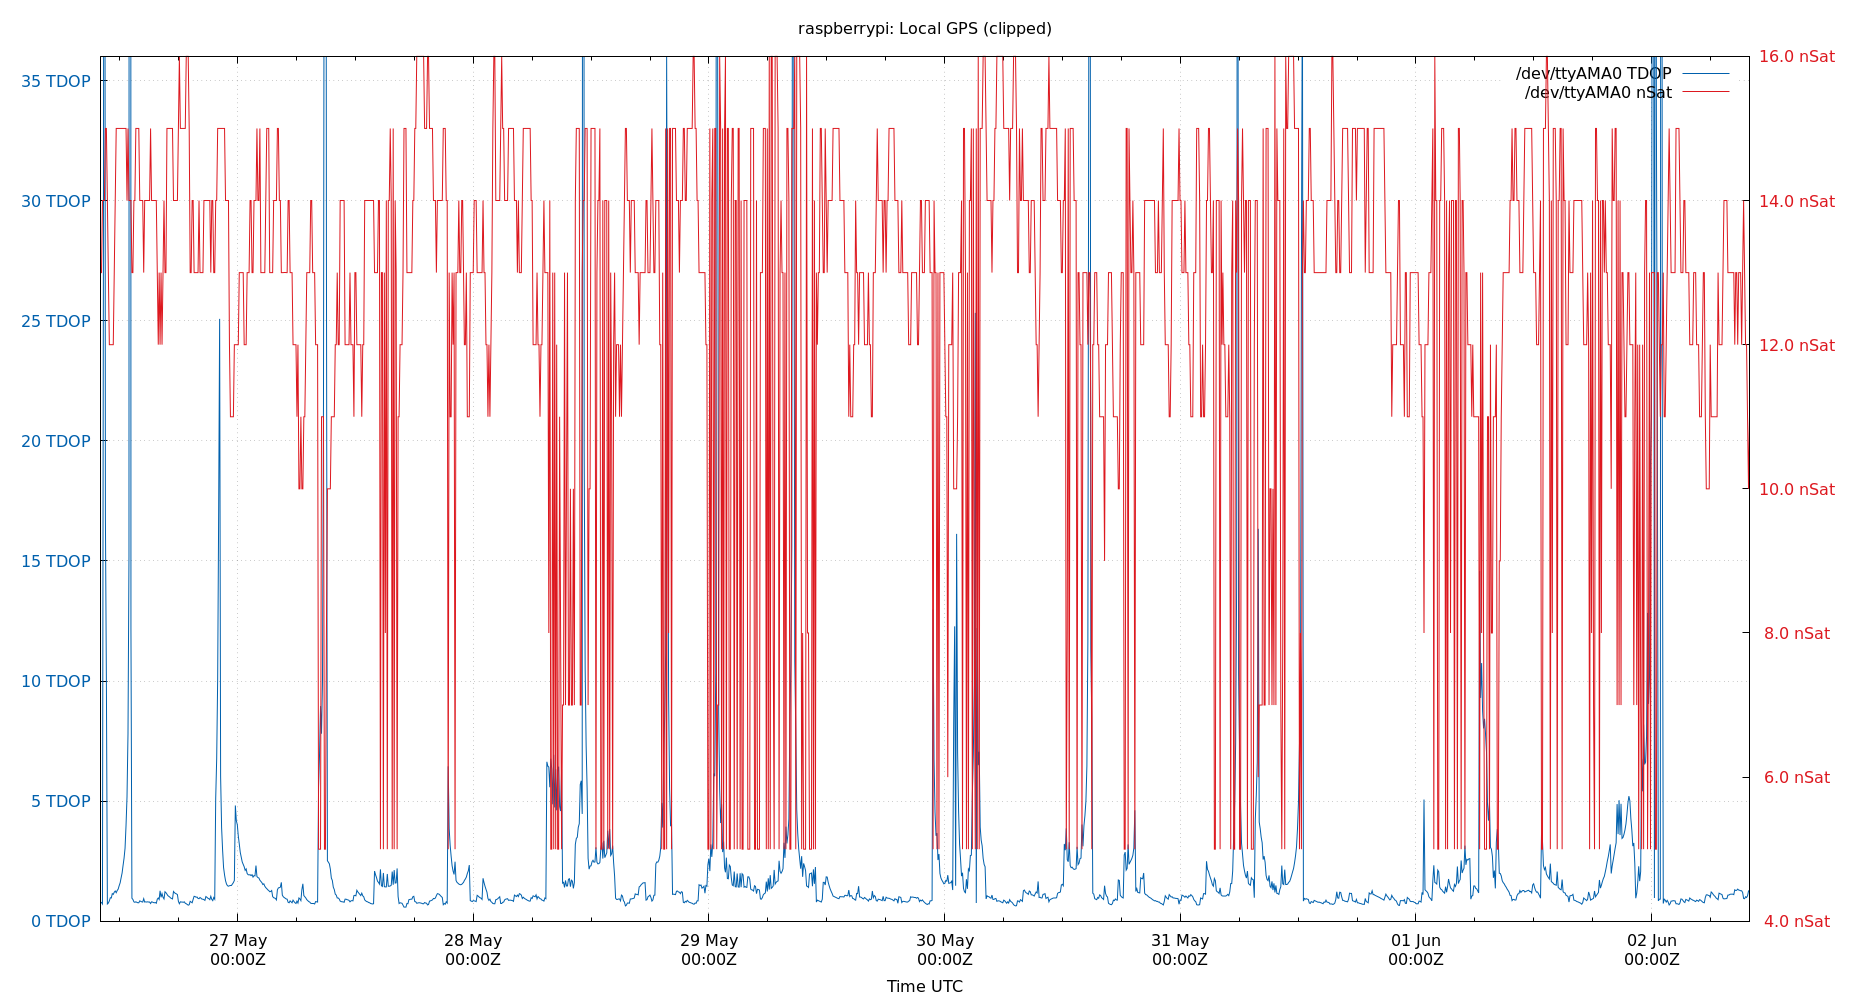 raspberrypi: Local GPS (clipped)
/dev/ttyAMA0 TDOP
/dev/ttyAMA0 nSat
35 TDOP
30 TDOP
25 TDOP
20 TDOP
15 TDOP
10 TDOP
5 TDOP
0 TDOP
16.0 nSat
14.0 nSat
12.0 nSat
10.0 nSat
8.0 nSat
6.0 nSat
4.0 nSat
27 May
00:00Z
28 May
00:00Z
29 May
00:00Z
30 May
00:00Z
31 May
00:00Z
01 Jun
00:00Z
02 Jun
00:00Z
Time UTC